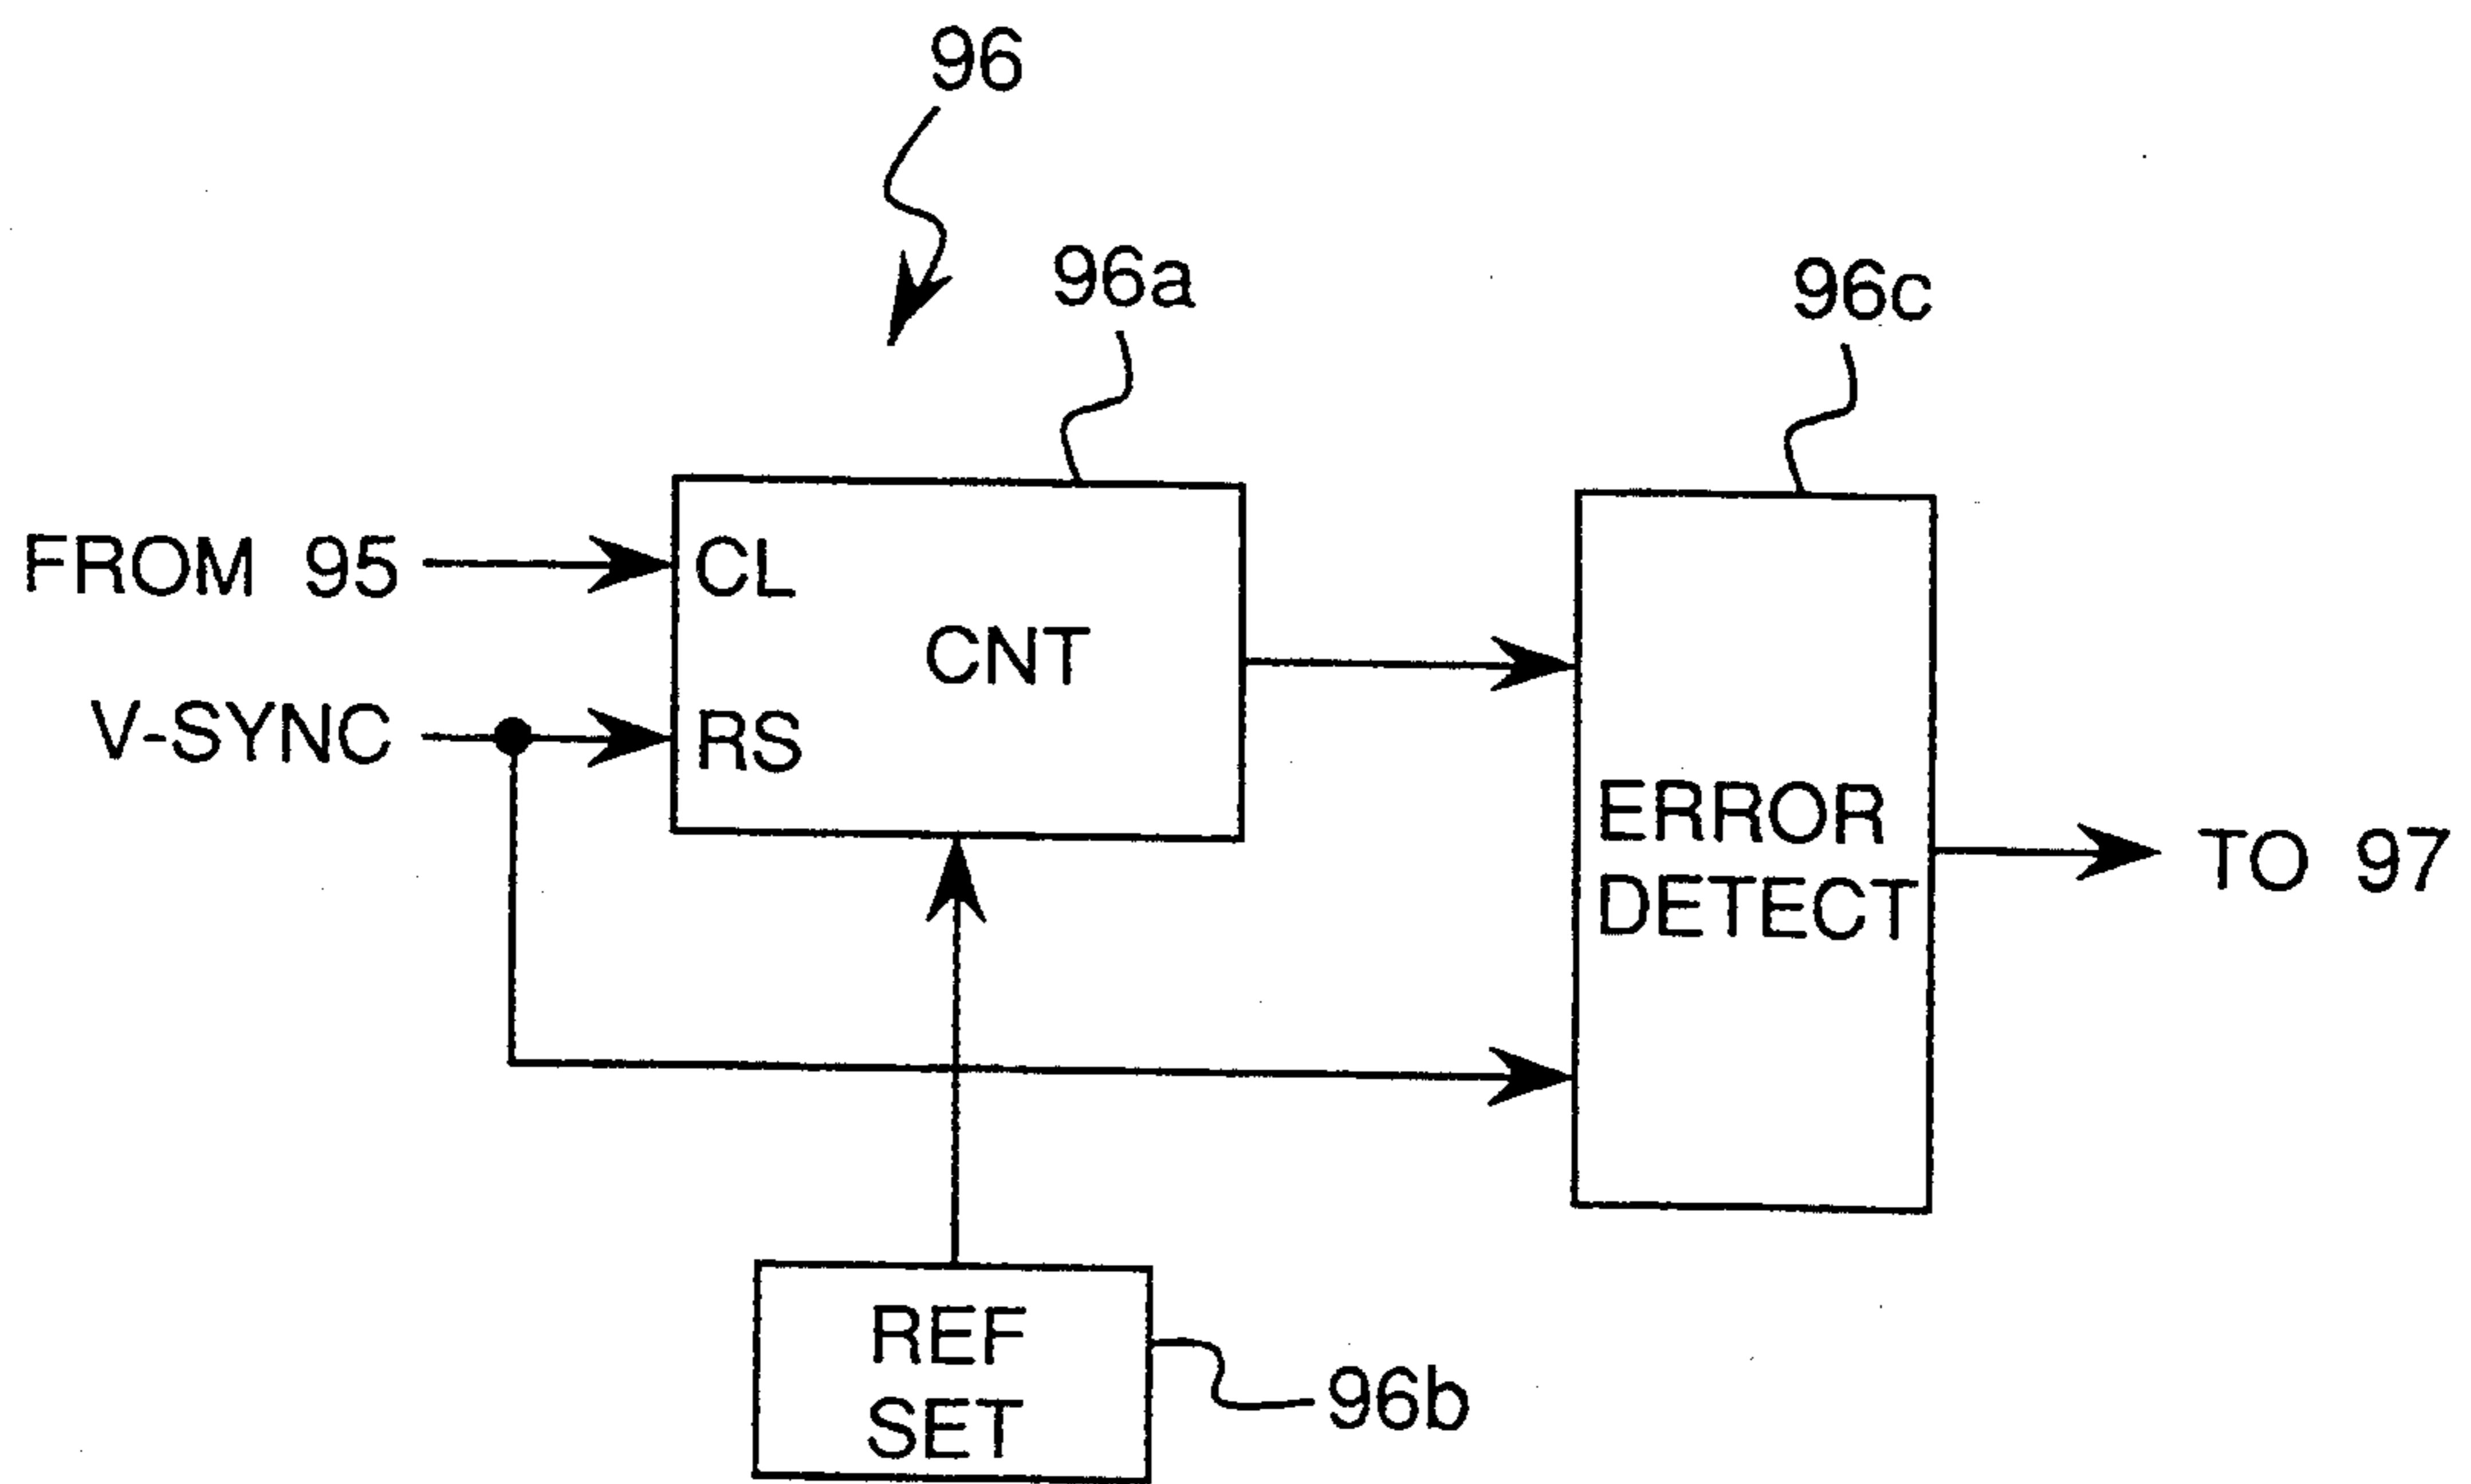 96
96a
96c
FROM 95
CL
CNT
V-SYNC
RS
ERROR
DETECT
TO 97
REF
SET
96b